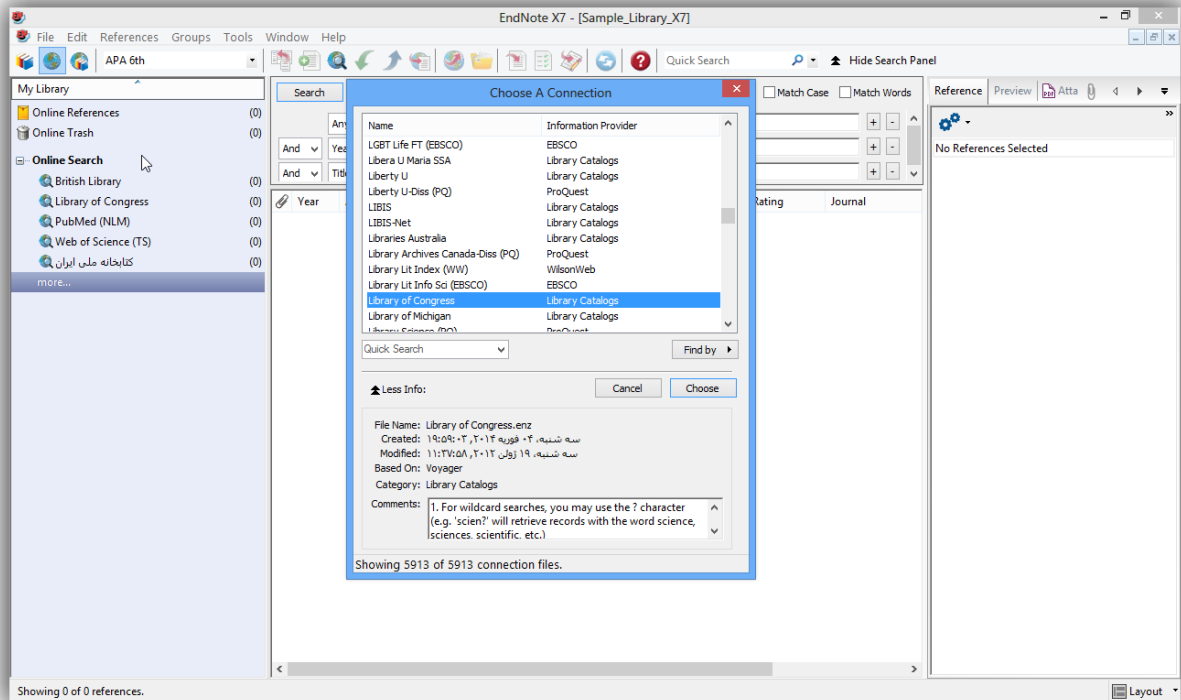 EndNote X7 - [Sample_Library_X7]
File Edit References Groups Tools Window Help
APA 6th
Quick Search
Hide Search Panel
My Library
Online References (0)
Online Trash (0)
Online Search
British Library (0)
Library of Congress (0)
PubMed (NLM) (0)
Web of Science (TS) (0)
کتابخانه ملی ایران (0)
more...
Search
Match Case Match Words
And
And
Year
Rating Journal
Choose A Connection
Name Information Provider
LGBT Life FT (EBSCO) EBSCO
Libera U Maria SSA Library Catalogs
Liberty U Library Catalogs
Liberty U-Diss (PQ) ProQuest
LIBIS Library Catalogs
LIBIS-Net Library Catalogs
Libraries Australia Library Catalogs
Library Archives Canada-Diss (PQ) ProQuest
Library Lit Index (WW) WilsonWeb
Library Lit Info Sci (EBSCO) EBSCO
Library of Congress Library Catalogs
Library of Michigan Library Catalogs
Library Science (PQ) ProQuest
Quick Search
Find by
Less Info:
Cancel Choose
File Name: Library of Congress.enz
Created: سه شنبه، ۰۴ فوریه ۲۰۱۴, ۱۹:۵۹:۰۳
Modified: سه شنبه، ۱۹ ژوئن ۲۰۱۲, ۱۱:۳۷:۵۸
Based On: Voyager
Category: Library Catalogs
Comments: 1. For wildcard searches, you may use the ? character
(e.g. 'scien?' will retrieve records with the word science,
sciences, scientific, etc.)
Showing 5913 of 5913 connection files.
Reference Preview Atta
No References Selected
Showing 0 of 0 references.
Layout